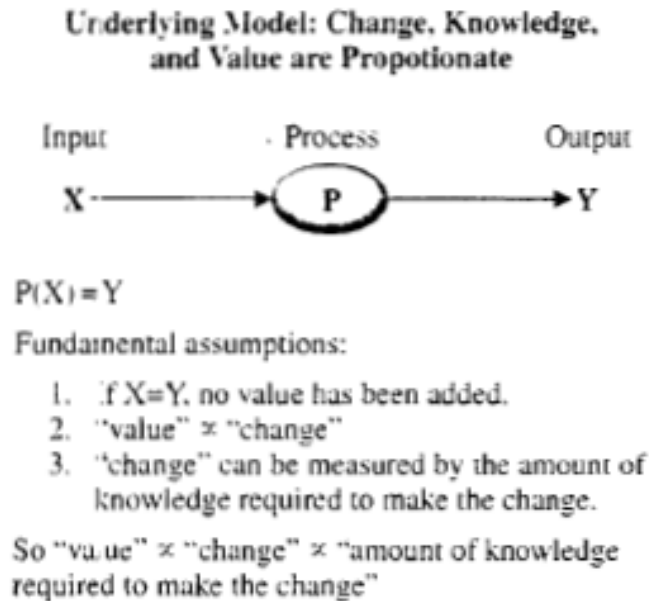 Underlying Model: Change, Knowledge,
and Value are Propotionate
Input Process Output
X P Y
P(X)=Y
Fundamental assumptions:
1. If X=Y, no value has been added.
2. "value" ∝ "change"
3. "change" can be measured by the amount of
knowledge required to make the change.
So "value" ∝ "change" ∝ "amount of knowledge
required to make the change"